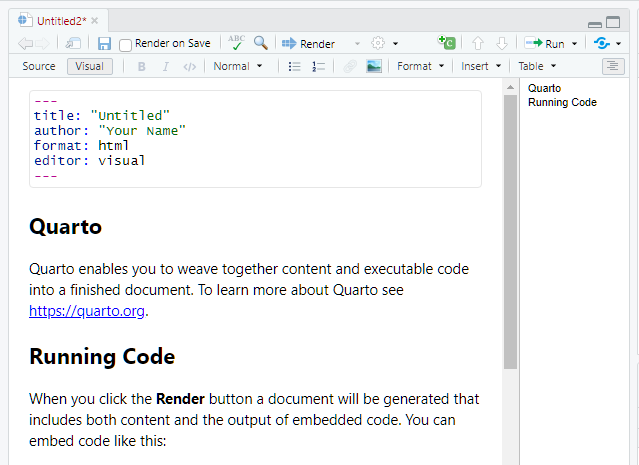 Untitled2*
Render on Save ABC Render Run
Source Visual B I </> Normal Format Insert Table
---
title: "Untitled"
author: "Your Name"
format: html
editor: visual
---
Quarto
Running Code
Quarto
Quarto enables you to weave together content and executable code
into a finished document. To learn more about Quarto see
https://quarto.org.
Running Code
When you click the Render button a document will be generated that
includes both content and the output of embedded code. You can
embed code like this: